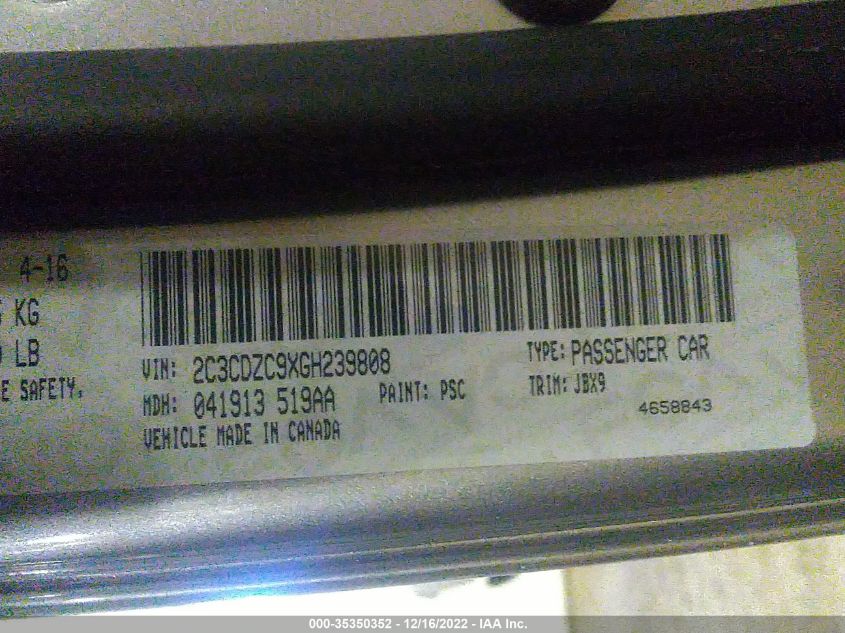 4-16
KG
LB
E SAFETY,
VIN: 2C3CDZC9XGH239808
TYPE: PASSENGER CAR
MDH: 041913 519AA
PAINT: PSC
TRIM: JBX9
4658843
VEHICLE MADE IN CANADA
000-35350352 - 12/16/2022 - IAA Inc.